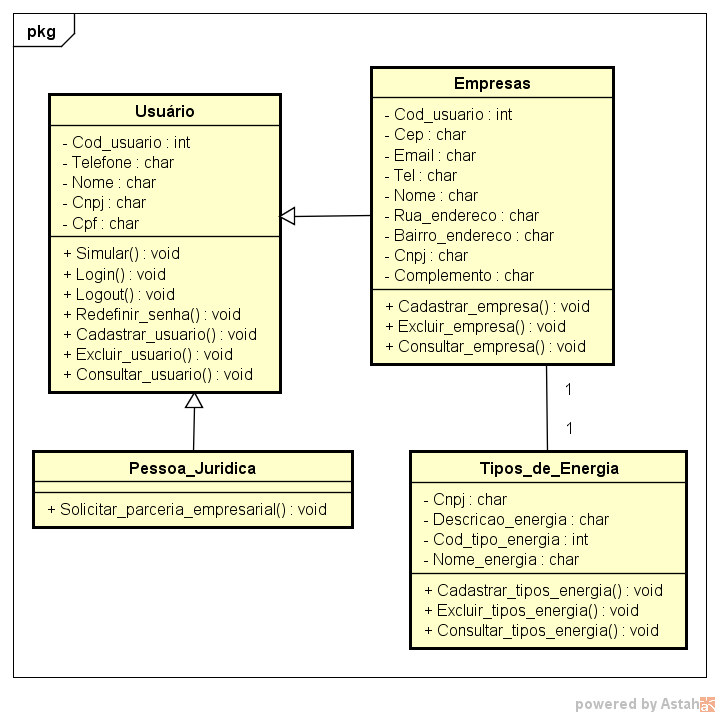 pkg
Usuário
- Cod_usuario : int
- Telefone : char
- Nome : char
- Cnpj : char
- Cpf : char
+ Simular() : void
+ Login() : void
+ Logout() : void
+ Redefinir_senha() : void
+ Cadastrar_usuario() : void
+ Excluir_usuario() : void
+ Consultar_usuario() : void
Empresas
- Cod_usuario : int
- Cep : char
- Email : char
- Tel : char
- Nome : char
- Rua_endereco : char
- Bairro_endereco : char
- Cnpj : char
- Complemento : char
+ Cadastrar_empresa() : void
+ Excluir_empresa() : void
+ Consultar_empresa() : void
1
1
Pessoa_Juridica
+ Solicitar_parceria_empresarial() : void
Tipos_de_Energia
- Cnpj : char
- Descricao_energia : char
- Cod_tipo_energia : int
- Nome_energia : char
+ Cadastrar_tipos_energia() : void
+ Excluir_tipos_energia() : void
+ Consultar_tipos_energia() : void
powered by Astah